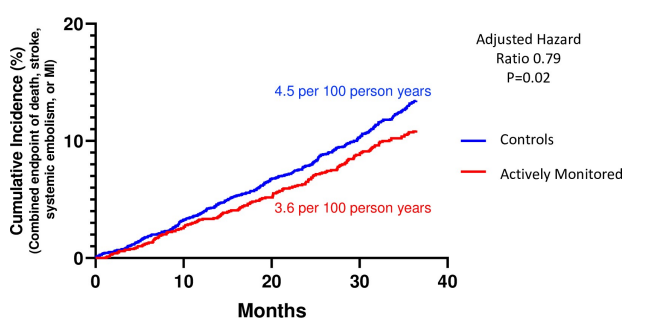 Cumulative Incidence (%)
(Combined endpoint of death, stroke,
systemic embolism, or MI)
20
10
0
0
10
20
30
40
Months
4.5 per 100 person years
3.6 per 100 person years
Adjusted Hazard
Ratio 0.79
P=0.02
Controls
Actively Monitored